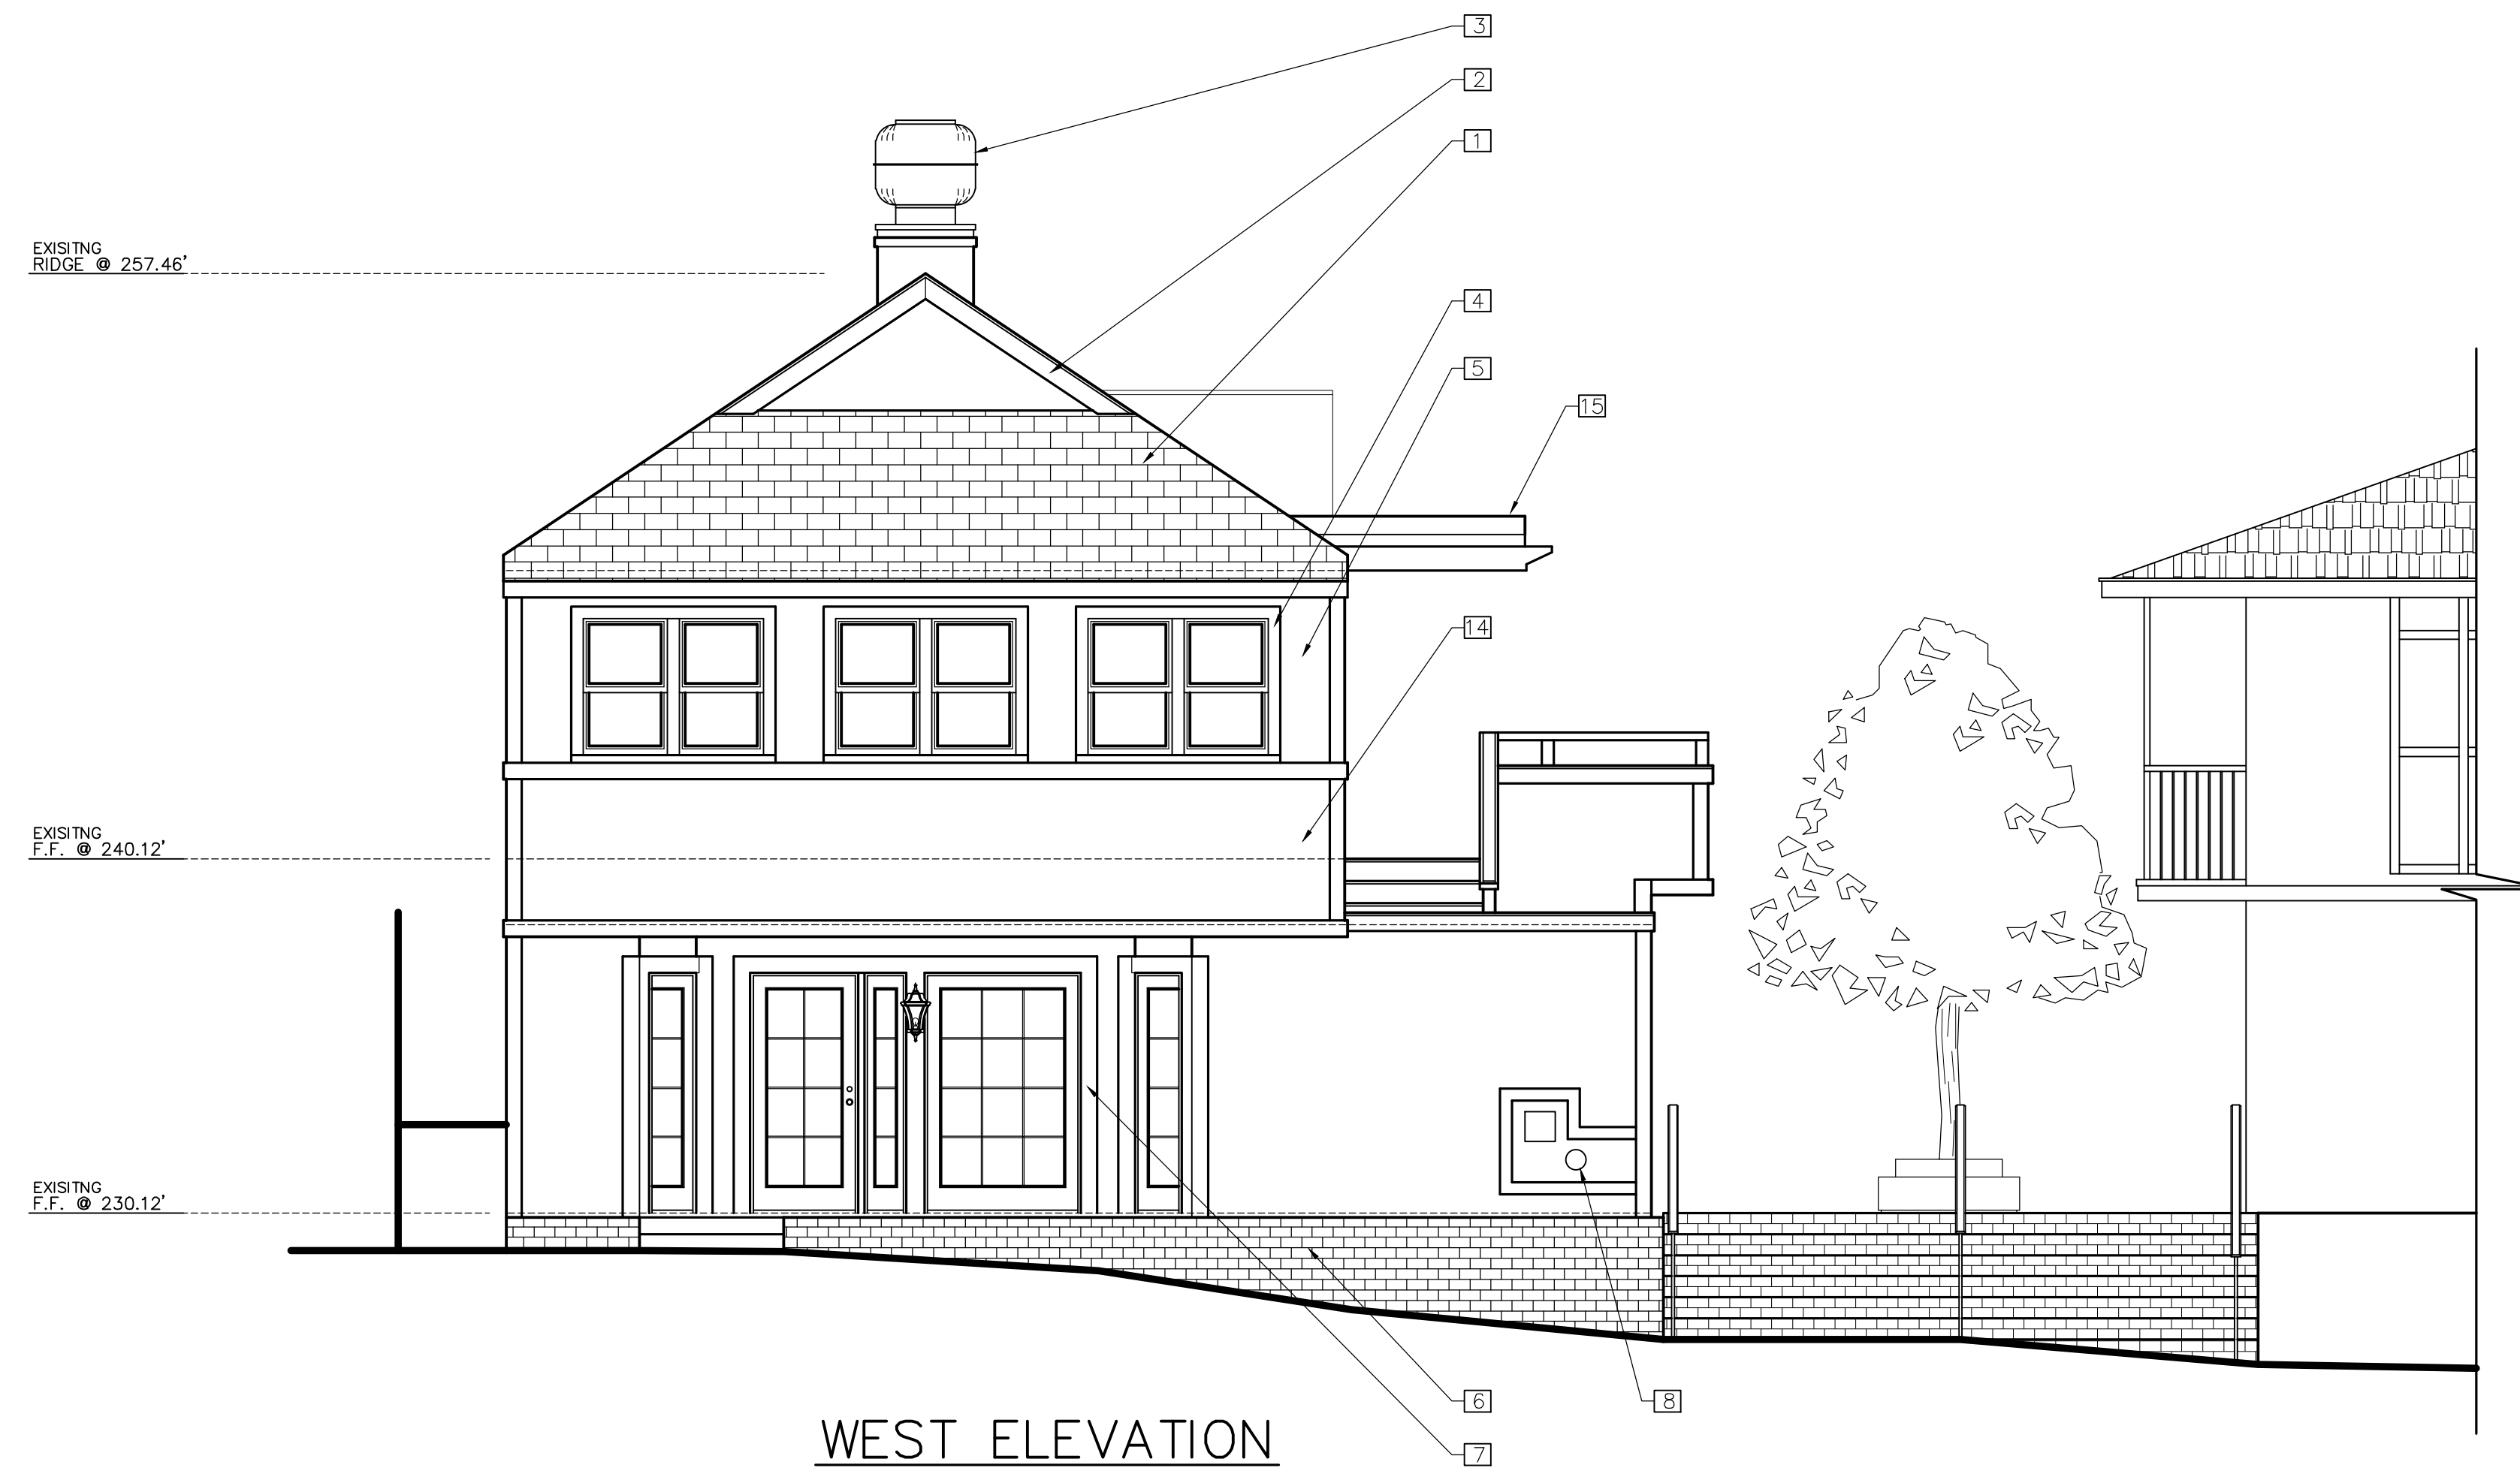 3
2
1
EXISITNG
RIDGE @ 257.46'
4
5
15
14
EXISITNG
F.F. @ 240.12'
EXISITNG
F.F. @ 230.12'
6
8
WEST ELEVATION
7